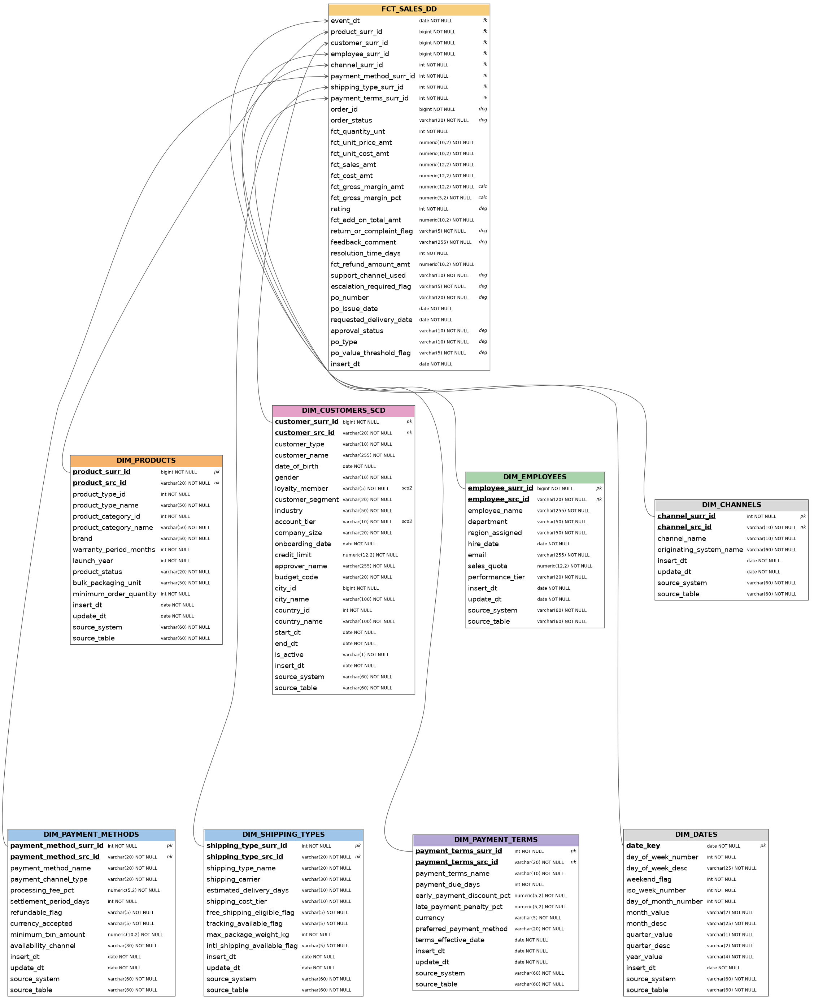 FCT_SALES_DD
event_dt date NOT NULL fk
product_surr_id bigint NOT NULL fk
customer_surr_id bigint NOT NULL fk
employee_surr_id bigint NOT NULL fk
channel_surr_id int NOT NULL fk
payment_method_surr_id int NOT NULL fk
shipping_type_surr_id int NOT NULL fk
payment_terms_surr_id int NOT NULL fk
order_id bigint NOT NULL deg
order_status varchar(20) NOT NULL deg
fct_quantity_unt int NOT NULL
fct_unit_price_amt numeric(10,2) NOT NULL
fct_unit_cost_amt numeric(10,2) NOT NULL
fct_sales_amt numeric(12,2) NOT NULL
fct_cost_amt numeric(12,2) NOT NULL
fct_gross_margin_amt numeric(12,2) NOT NULL calc
fct_gross_margin_pct numeric(5,2) NOT NULL calc
rating int NOT NULL deg
fct_add_on_total_amt numeric(10,2) NOT NULL
return_or_complaint_flag varchar(5) NOT NULL deg
feedback_comment varchar(255) NOT NULL deg
resolution_time_days int NOT NULL
fct_refund_amount_amt numeric(10,2) NOT NULL
support_channel_used varchar(10) NOT NULL deg
escalation_required_flag varchar(5) NOT NULL deg
po_number varchar(20) NOT NULL deg
po_issue_date date NOT NULL
requested_delivery_date date NOT NULL
approval_status varchar(10) NOT NULL deg
po_type varchar(10) NOT NULL deg
po_value_threshold_flag varchar(5) NOT NULL deg
insert_dt date NOT NULL
DIM_CUSTOMERS_SCD
customer_surr_id bigint NOT NULL pk
customer_src_id varchar(20) NOT NULL nk
customer_type varchar(10) NOT NULL
customer_name varchar(255) NOT NULL
date_of_birth date NOT NULL
gender varchar(10) NOT NULL
loyalty_member varchar(5) NOT NULL scd2
customer_segment varchar(20) NOT NULL
industry varchar(50) NOT NULL
account_tier varchar(10) NOT NULL scd2
company_size varchar(20) NOT NULL
onboarding_date date NOT NULL
credit_limit numeric(12,2) NOT NULL
approver_name varchar(255) NOT NULL
budget_code varchar(20) NOT NULL
city_id bigint NOT NULL
city_name varchar(100) NOT NULL
country_id int NOT NULL
country_name varchar(100) NOT NULL
start_dt date NOT NULL
end_dt date NOT NULL
is_active varchar(1) NOT NULL
insert_dt date NOT NULL
source_system varchar(60) NOT NULL
source_table varchar(60) NOT NULL
DIM_PRODUCTS
product_surr_id bigint NOT NULL pk
product_src_id varchar(20) NOT NULL nk
product_type_id int NOT NULL
product_type_name varchar(50) NOT NULL
product_category_id int NOT NULL
product_category_name varchar(50) NOT NULL
brand varchar(50) NOT NULL
warranty_period_months int NOT NULL
launch_year int NOT NULL
product_status varchar(20) NOT NULL
bulk_packaging_unit varchar(50) NOT NULL
minimum_order_quantity int NOT NULL
insert_dt date NOT NULL
update_dt date NOT NULL
source_system varchar(60) NOT NULL
source_table varchar(60) NOT NULL
DIM_EMPLOYEES
employee_surr_id bigint NOT NULL pk
employee_src_id varchar(20) NOT NULL nk
employee_name varchar(255) NOT NULL
department varchar(50) NOT NULL
region_assigned varchar(50) NOT NULL
hire_date date NOT NULL
email varchar(255) NOT NULL
sales_quota numeric(12,2) NOT NULL
performance_tier varchar(20) NOT NULL
insert_dt date NOT NULL
update_dt date NOT NULL
source_system varchar(60) NOT NULL
source_table varchar(60) NOT NULL
DIM_CHANNELS
channel_surr_id int NOT NULL pk
channel_src_id varchar(10) NOT NULL nk
channel_name varchar(10) NOT NULL
originating_system_name varchar(60) NOT NULL
insert_dt date NOT NULL
update_dt date NOT NULL
source_system varchar(60) NOT NULL
source_table varchar(60) NOT NULL
DIM_PAYMENT_METHODS
payment_method_surr_id int NOT NULL pk
payment_method_src_id varchar(20) NOT NULL nk
payment_method_name varchar(20) NOT NULL
payment_channel_type varchar(20) NOT NULL
processing_fee_pct numeric(5,2) NOT NULL
settlement_period_days int NOT NULL
refundable_flag varchar(5) NOT NULL
currency_accepted varchar(5) NOT NULL
minimum_txn_amount numeric(10,2) NOT NULL
availability_channel varchar(30) NOT NULL
insert_dt date NOT NULL
update_dt date NOT NULL
source_system varchar(60) NOT NULL
source_table varchar(60) NOT NULL
DIM_SHIPPING_TYPES
shipping_type_surr_id int NOT NULL pk
shipping_type_src_id varchar(20) NOT NULL nk
shipping_type_name varchar(20) NOT NULL
shipping_carrier varchar(30) NOT NULL
estimated_delivery_days varchar(10) NOT NULL
shipping_cost_tier varchar(10) NOT NULL
free_shipping_eligible_flag varchar(5) NOT NULL
tracking_available_flag varchar(5) NOT NULL
max_package_weight_kg int NOT NULL
intl_shipping_available_flag varchar(5) NOT NULL
insert_dt date NOT NULL
update_dt date NOT NULL
source_system varchar(60) NOT NULL
source_table varchar(60) NOT NULL
DIM_PAYMENT_TERMS
payment_terms_surr_id int NOT NULL pk
payment_terms_src_id varchar(20) NOT NULL nk
payment_terms_name varchar(10) NOT NULL
payment_due_days int NOT NULL
early_payment_discount_pct numeric(5,2) NOT NULL
late_payment_penalty_pct numeric(5,2) NOT NULL
currency varchar(5) NOT NULL
preferred_payment_method varchar(20) NOT NULL
terms_effective_date date NOT NULL
insert_dt date NOT NULL
update_dt date NOT NULL
source_system varchar(60) NOT NULL
source_table varchar(60) NOT NULL
DIM_DATES
date_key date NOT NULL pk
day_of_week_number int NOT NULL
day_of_week_desc varchar(25) NOT NULL
weekend_flag int NOT NULL
iso_week_number int NOT NULL
day_of_month_number int NOT NULL
month_value varchar(2) NOT NULL
month_desc varchar(25) NOT NULL
quarter_value varchar(1) NOT NULL
quarter_desc varchar(2) NOT NULL
year_value varchar(4) NOT NULL
insert_dt date NOT NULL
source_system varchar(60) NOT NULL
source_table varchar(60) NOT NULL